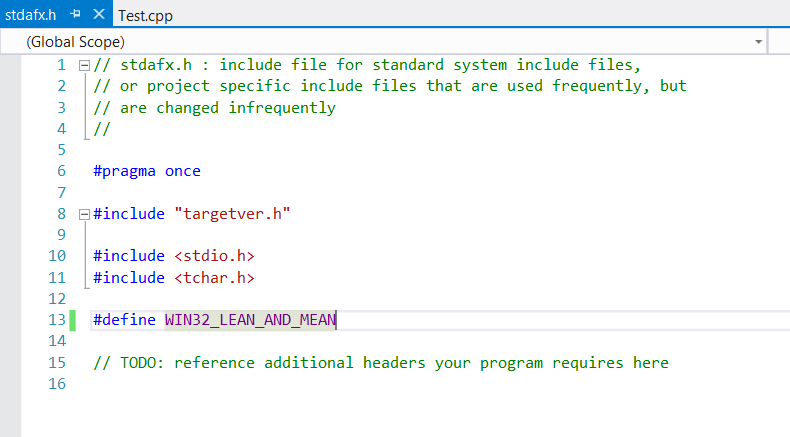 stdafx.h Test.cpp
(Global Scope)
1 // stdafx.h : include file for standard system include files,
2 // or project specific include files that are used frequently, but
3 // are changed infrequently
4 //
5
6 #pragma once
7
8 #include "targetver.h"
9
10 #include <stdio.h>
11 #include <tchar.h>
12
13 #define WIN32_LEAN_AND_MEAN
14
15 // TODO: reference additional headers your program requires here
16